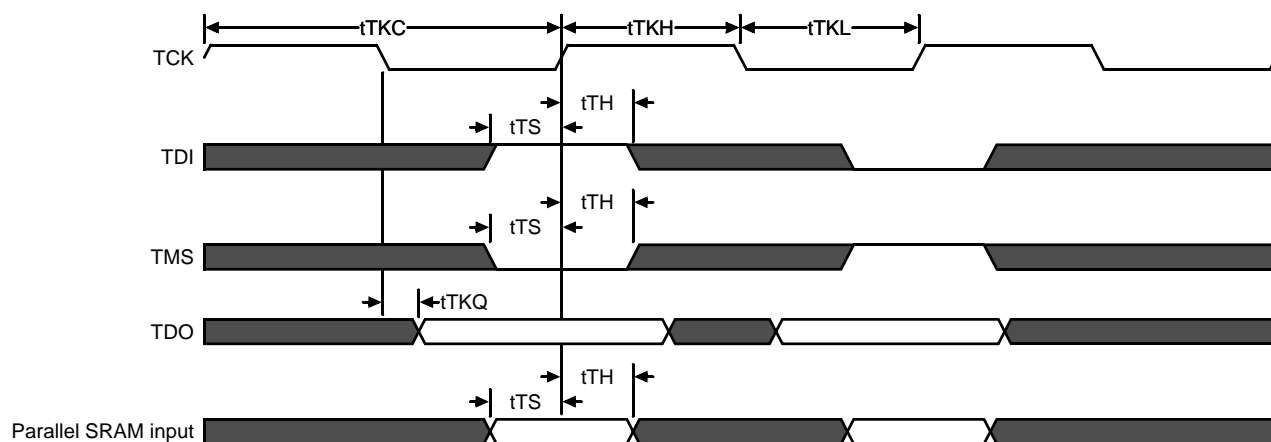 tTKC tTKH tTKL
TCK
tTH
tTS
TDI
tTH
tTS
TMS
tTKQ
TDO
tTH
tTS
Parallel SRAM input